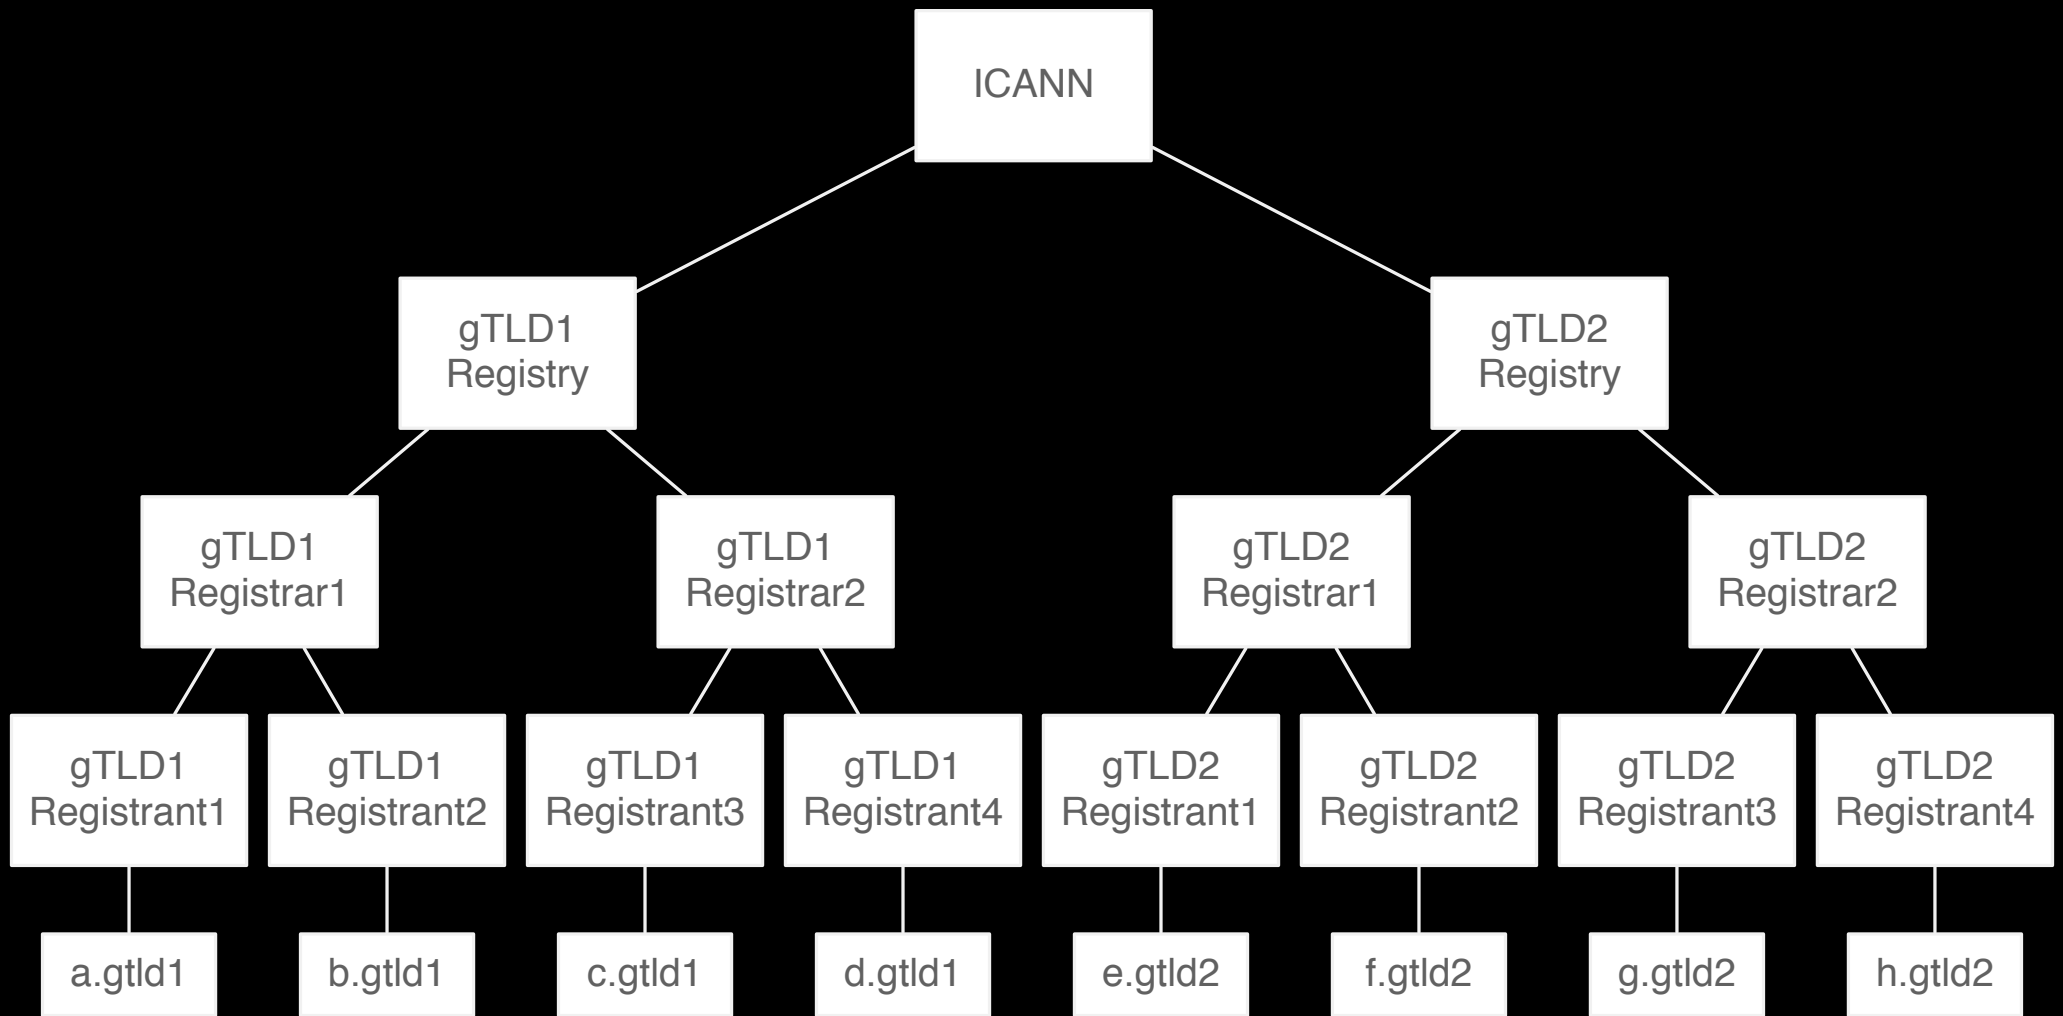 ICANN
gTLD1
Registry
gTLD2
Registry
gTLD1
Registrar1
gTLD1
Registrar2
gTLD2
Registrar1
gTLD2
Registrar2
gTLD1
Registrant1
gTLD1
Registrant2
gTLD1
Registrant3
gTLD1
Registrant4
gTLD2
Registrant1
gTLD2
Registrant2
gTLD2
Registrant3
gTLD2
Registrant4
a.gtld1
b.gtld1
c.gtld1
d.gtld1
e.gtld2
f.gtld2
g.gtld2
h.gtld2